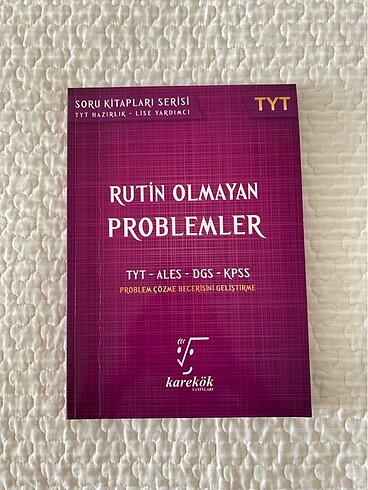 SORU KİTAPLARI SERİSİ
TYT HAZIRLIK - LİSE YARDIMCI
TYT
RUTİN OLMAYAN
PROBLEMLER
TYT - ALES - DGS - KPSS
PROBLEM ÇÖZME BECERİSİNİ GELİŞTİRME
karekök
YAYINLARI